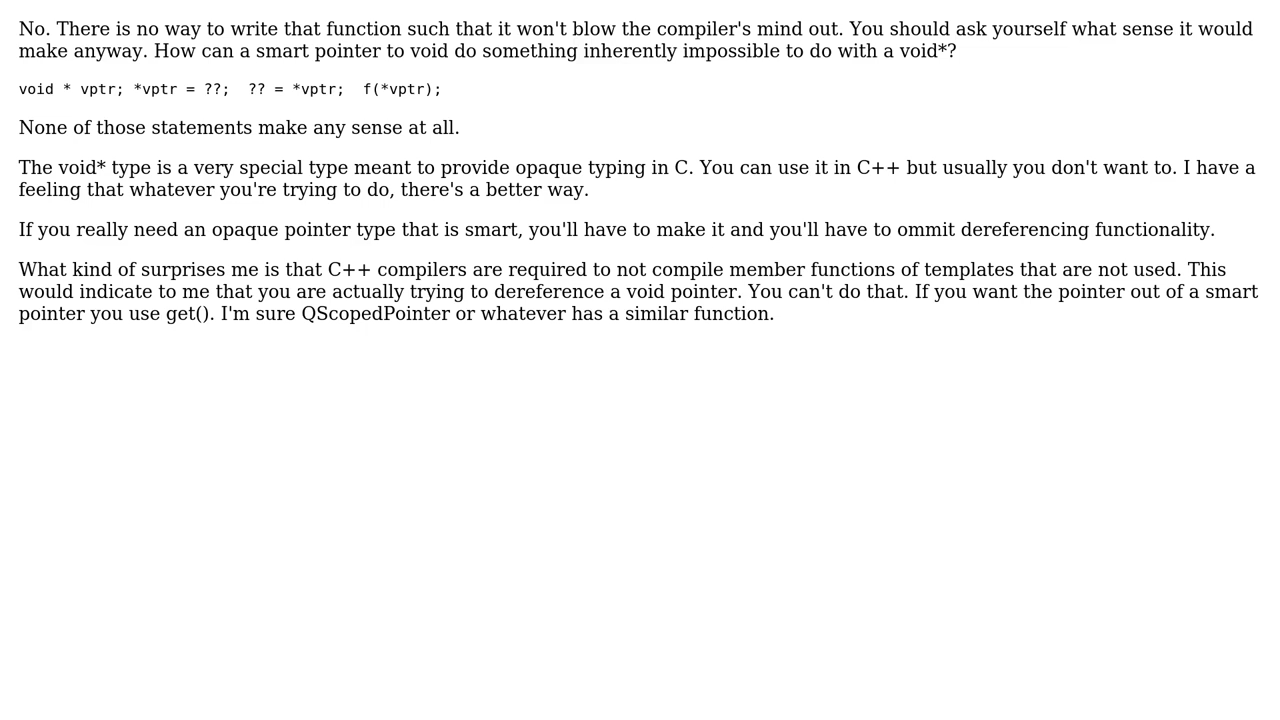 No. There is no way to write that function such that it won't blow the compiler's mind out. You should ask yourself what sense it would
make anyway. How can a smart pointer to void do something inherently impossible to do with a void*?
void * vptr; *vptr = ??;  ?? = *vptr;  f(*vptr);
None of those statements make any sense at all.
The void* type is a very special type meant to provide opaque typing in C. You can use it in C++ but usually you don't want to. I have a
feeling that whatever you're trying to do, there's a better way.
If you really need an opaque pointer type that is smart, you'll have to make it and you'll have to ommit dereferencing functionality.
What kind of surprises me is that C++ compilers are required to not compile member functions of templates that are not used. This
would indicate to me that you are actually trying to dereference a void pointer. You can't do that. If you want the pointer out of a smart
pointer you use get(). I'm sure QScopedPointer or whatever has a similar function.